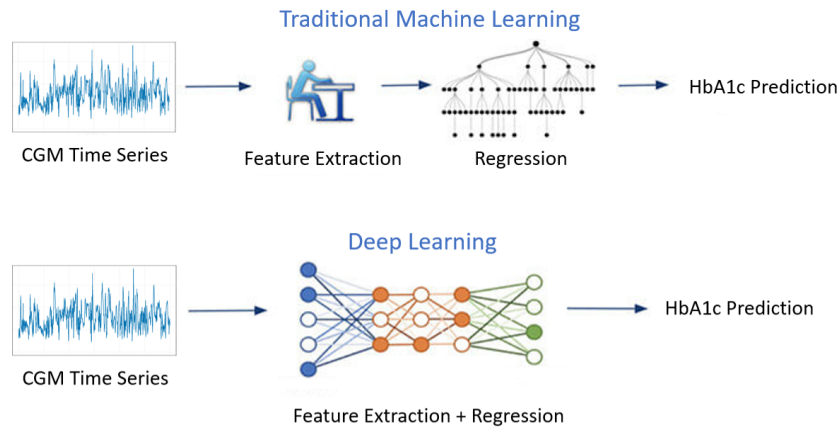 Traditional Machine Learning
CGM Time Series
Feature Extraction
Regression
HbA1c Prediction
Deep Learning
CGM Time Series
Feature Extraction + Regression
HbA1c Prediction